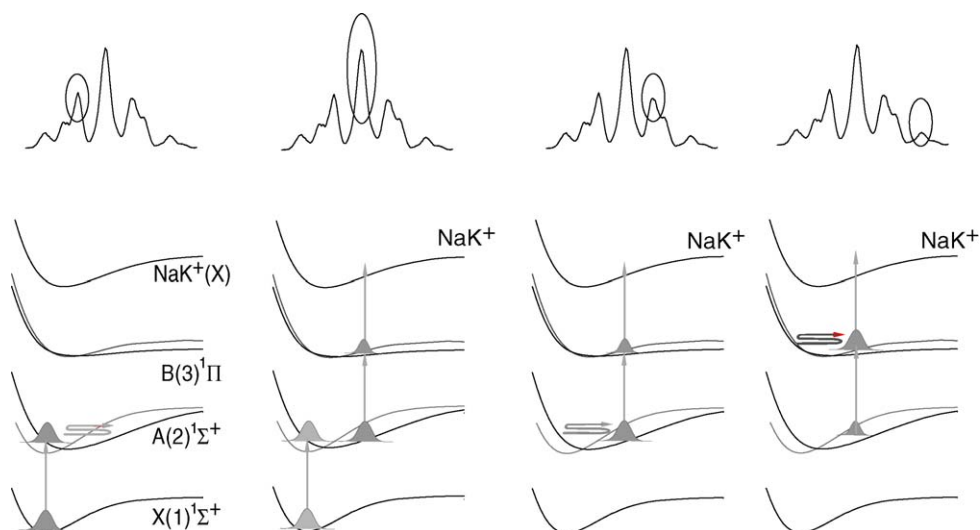 NaK⁺ NaK⁺ NaK⁺
NaK⁺(X)
B(3)¹Π
A(2)¹Σ⁺
X(1)¹Σ⁺